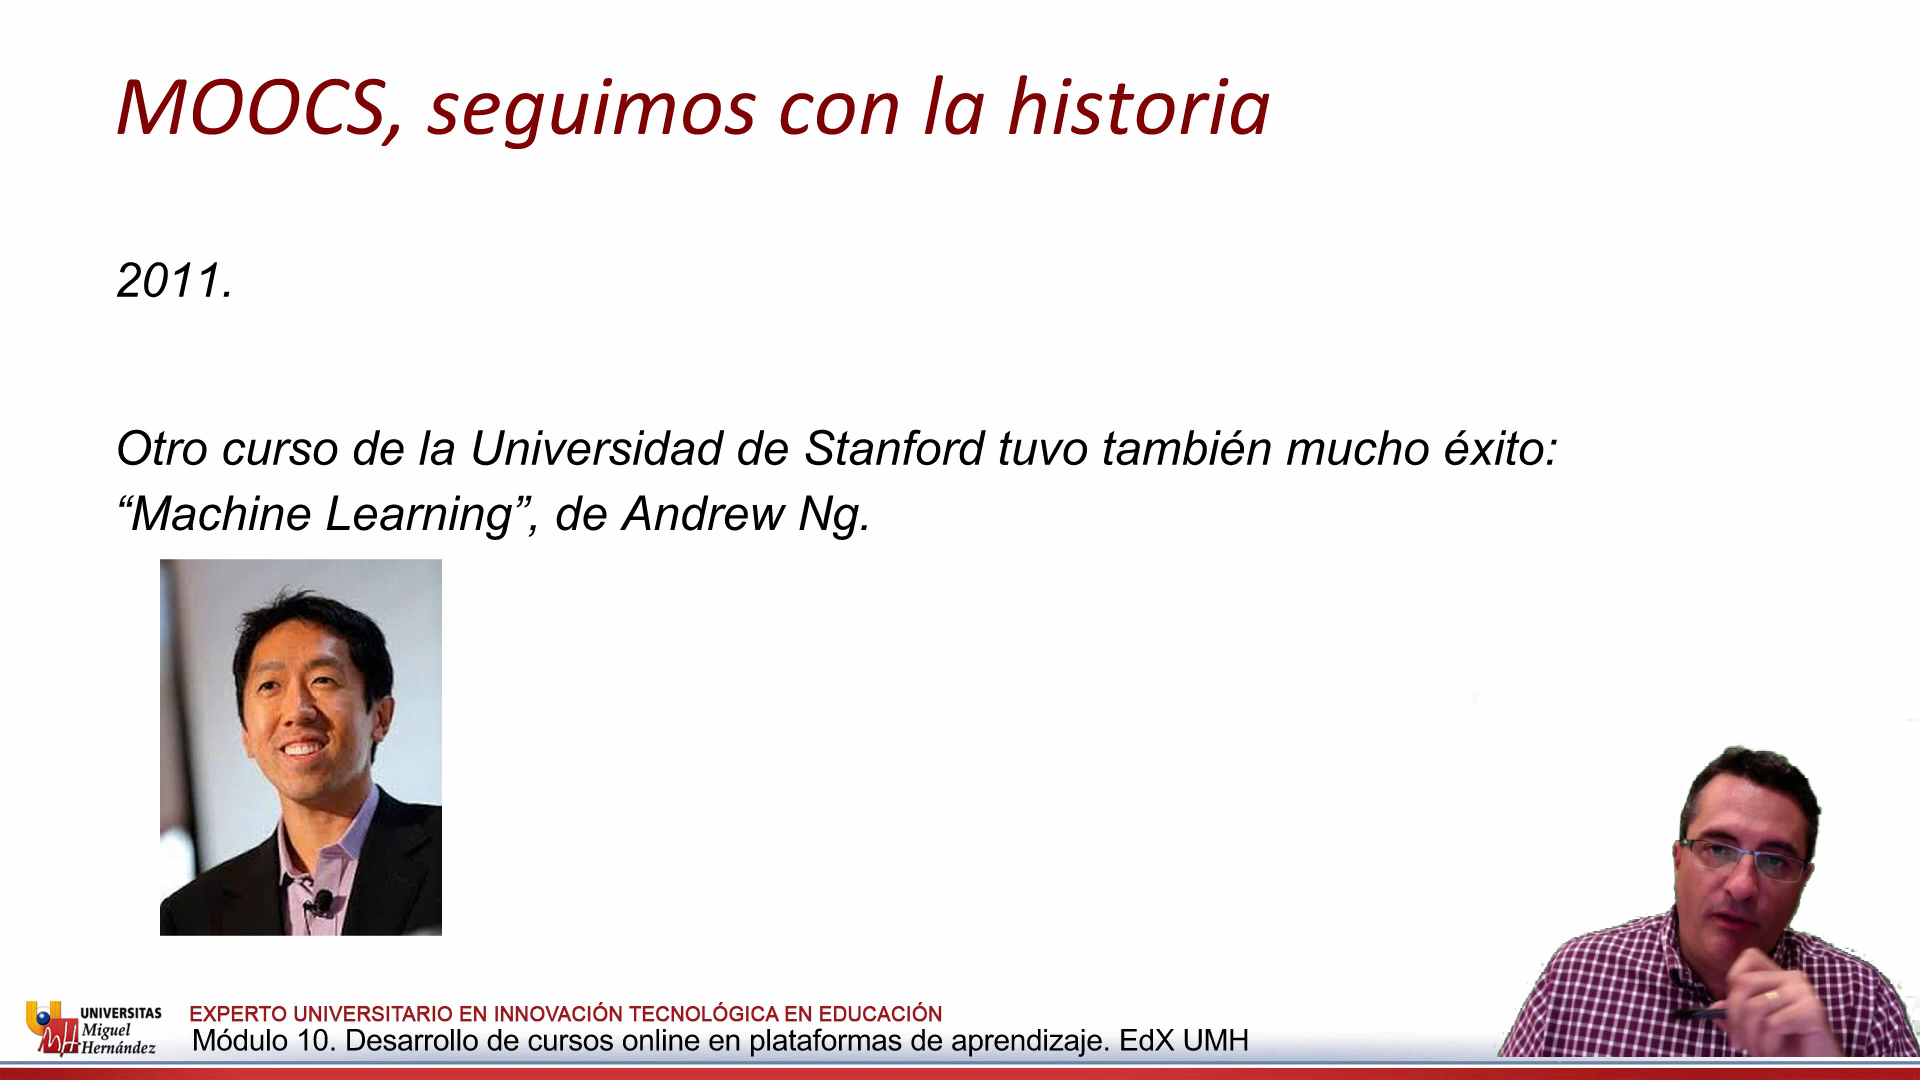 MOOCS, seguimos con la historia
2011.
Otro curso de la Universidad de Stanford tuvo también mucho éxito:
“Machine Learning”, de Andrew Ng.
UNIVERSITAS
Miguel
Hernández
EXPERTO UNIVERSITARIO EN INNOVACIÓN TECNOLÓGICA EN EDUCACIÓN
Módulo 10. Desarrollo de cursos online en plataformas de aprendizaje. EdX UMH